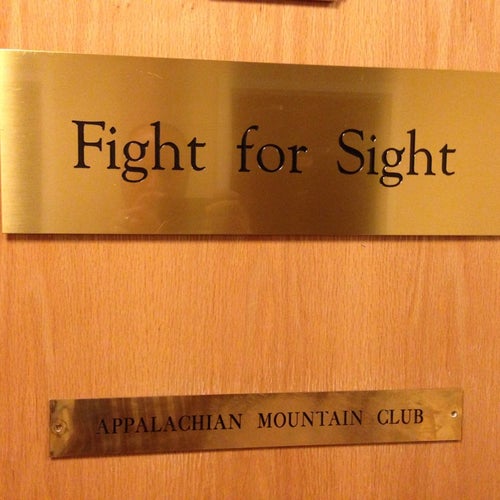 Fight for Sight
APPALACHIAN MOUNTAIN CLUB